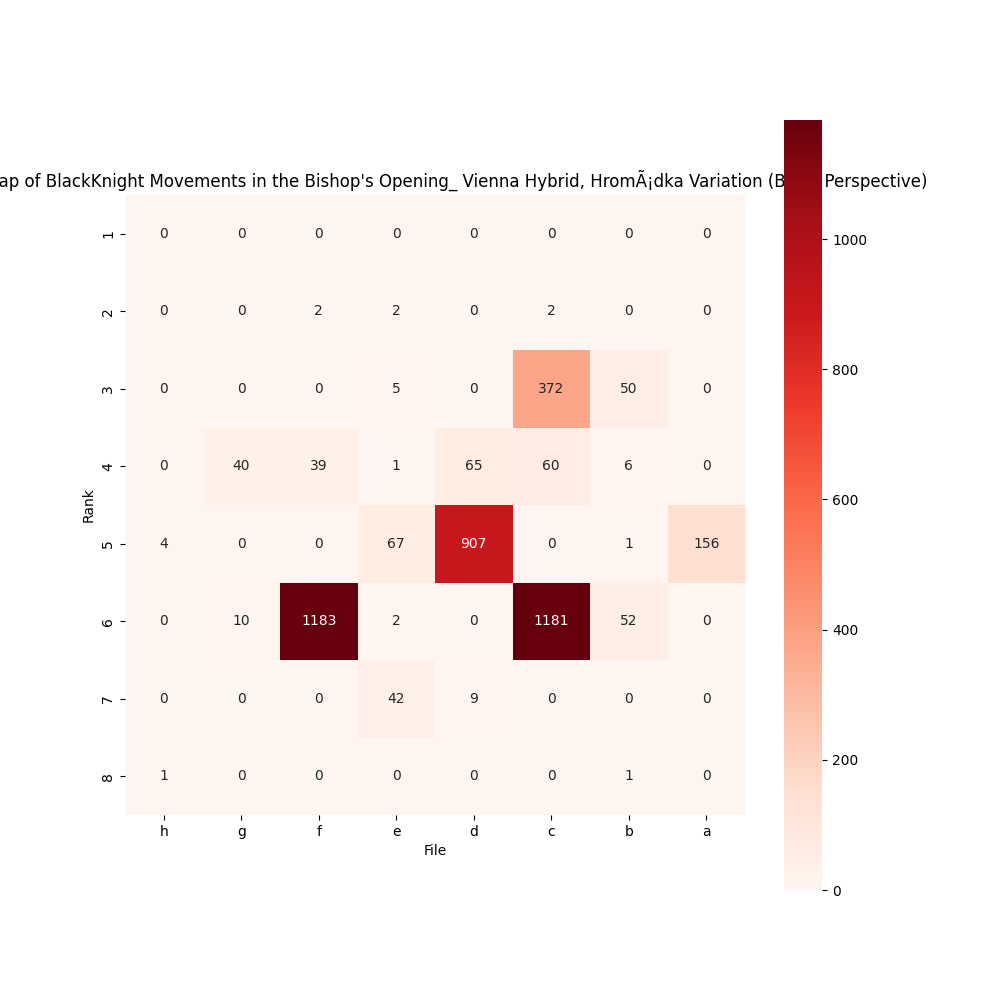 ap of BlackKnight Movements in the Bishop's Opening_ Vienna Hybrid, HromÃ¡dka Variation (B Perspective)
1 0 0 0 0 0 0 0 0
2 0 0 2 2 0 2 0 0
3 0 0 0 5 0 372 50 0
4 0 40 39 1 65 60 6 0
5 4 0 0 67 907 0 1 156
6 0 10 1183 2 0 1181 52 0
7 0 0 0 42 9 0 0 0
8 1 0 0 0 0 0 1 0
h g f e d c b a
Rank
File
1000
800
600
400
200
0